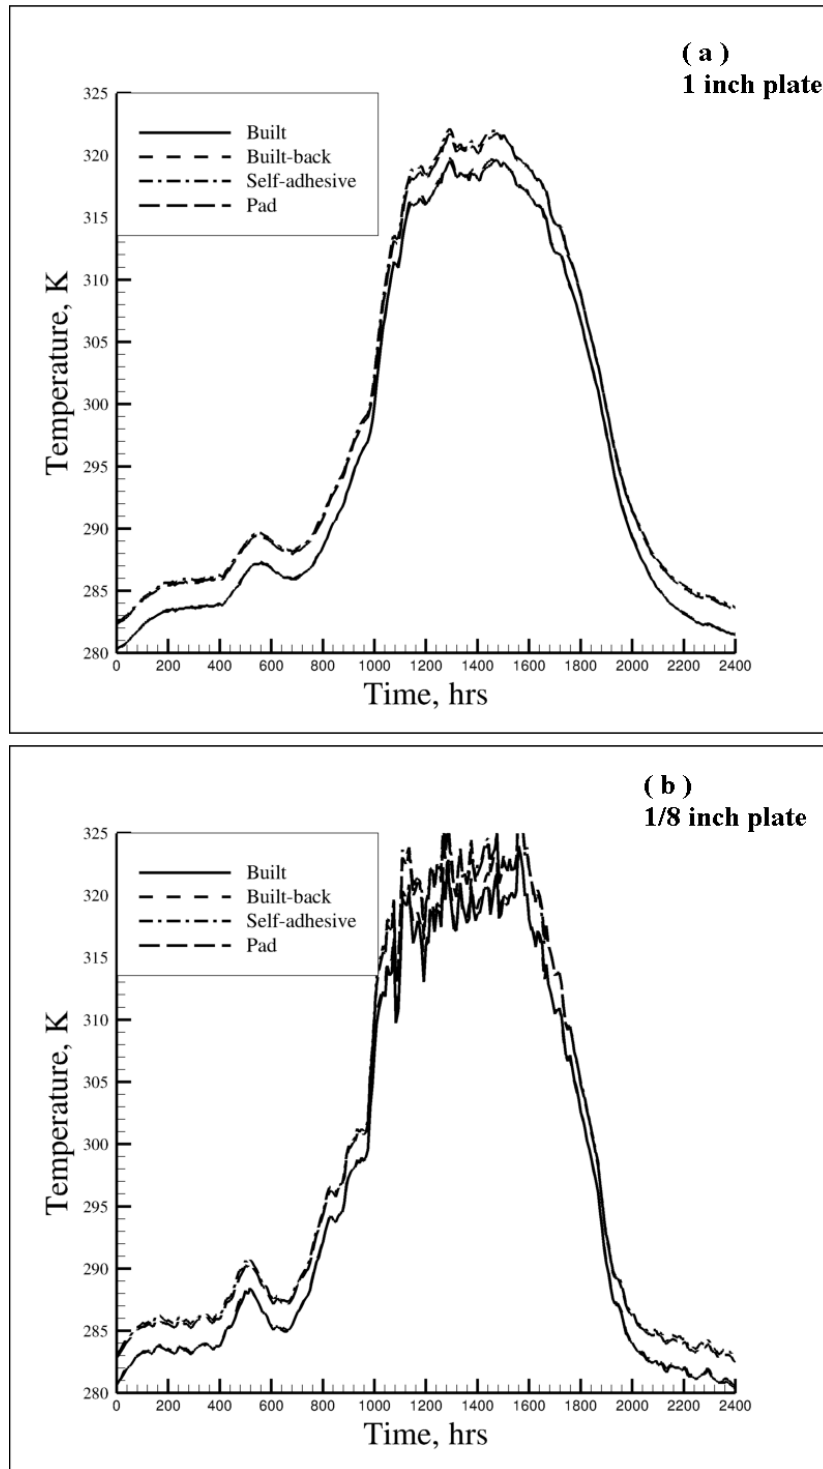 ( a )
1 inch plate
325
320
315
310
305
300
295
290
285
280
Temperature, K
Built
Built-back
Self-adhesive
Pad
0 200 400 600 800 1000 1200 1400 1600 1800 2000 2200 2400
Time, hrs
( b )
1/8 inch plate
325
320
315
310
305
300
295
290
285
280
Temperature, K
Built
Built-back
Self-adhesive
Pad
0 200 400 600 800 1000 1200 1400 1600 1800 2000 2200 2400
Time, hrs